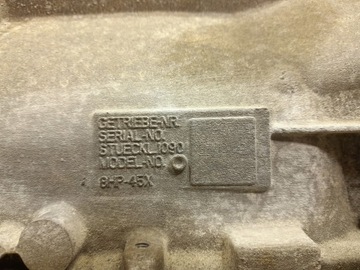 GETRIEBE-NR.
SERIAL-NO.
STUECKL.1090
MODEL-NO.
8HP-45X